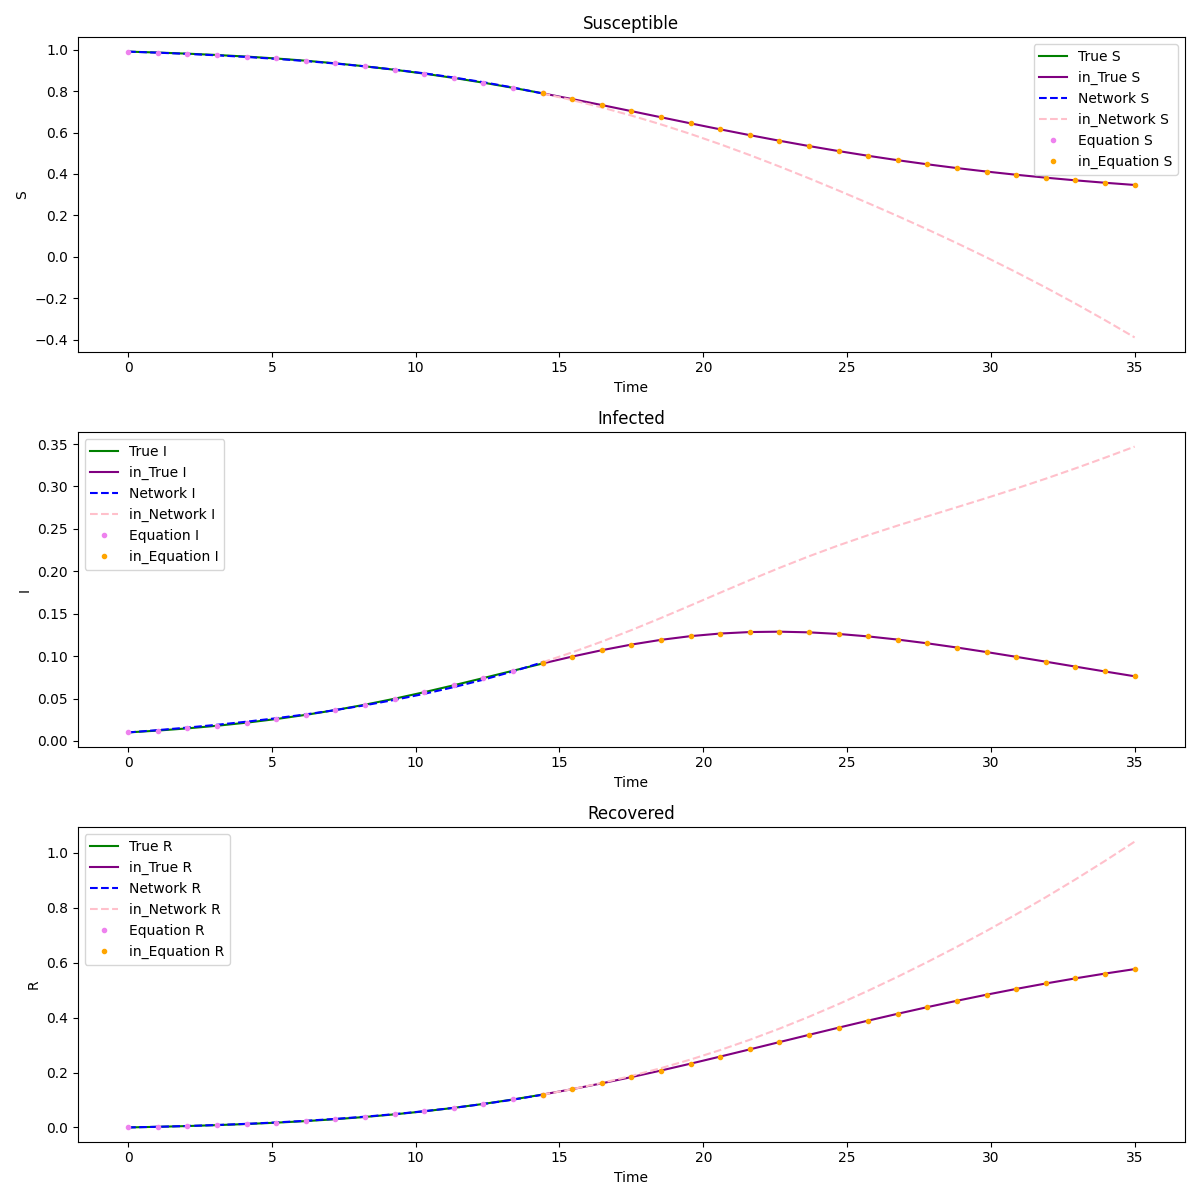 Susceptible
1.0
0.8
0.6
0.4
0.2
0.0
−0.2
−0.4
S
True S
in_True S
Network S
in_Network S
Equation S
in_Equation S
0 5 10 15 20 25 30 35
Time
Infected
0.35
0.30
0.25
0.20
0.15
0.10
0.05
0.00
I
True I
in_True I
Network I
in_Network I
Equation I
in_Equation I
0 5 10 15 20 25 30 35
Time
Recovered
1.0
0.8
0.6
0.4
0.2
0.0
R
True R
in_True R
Network R
in_Network R
Equation R
in_Equation R
0 5 10 15 20 25 30 35
Time